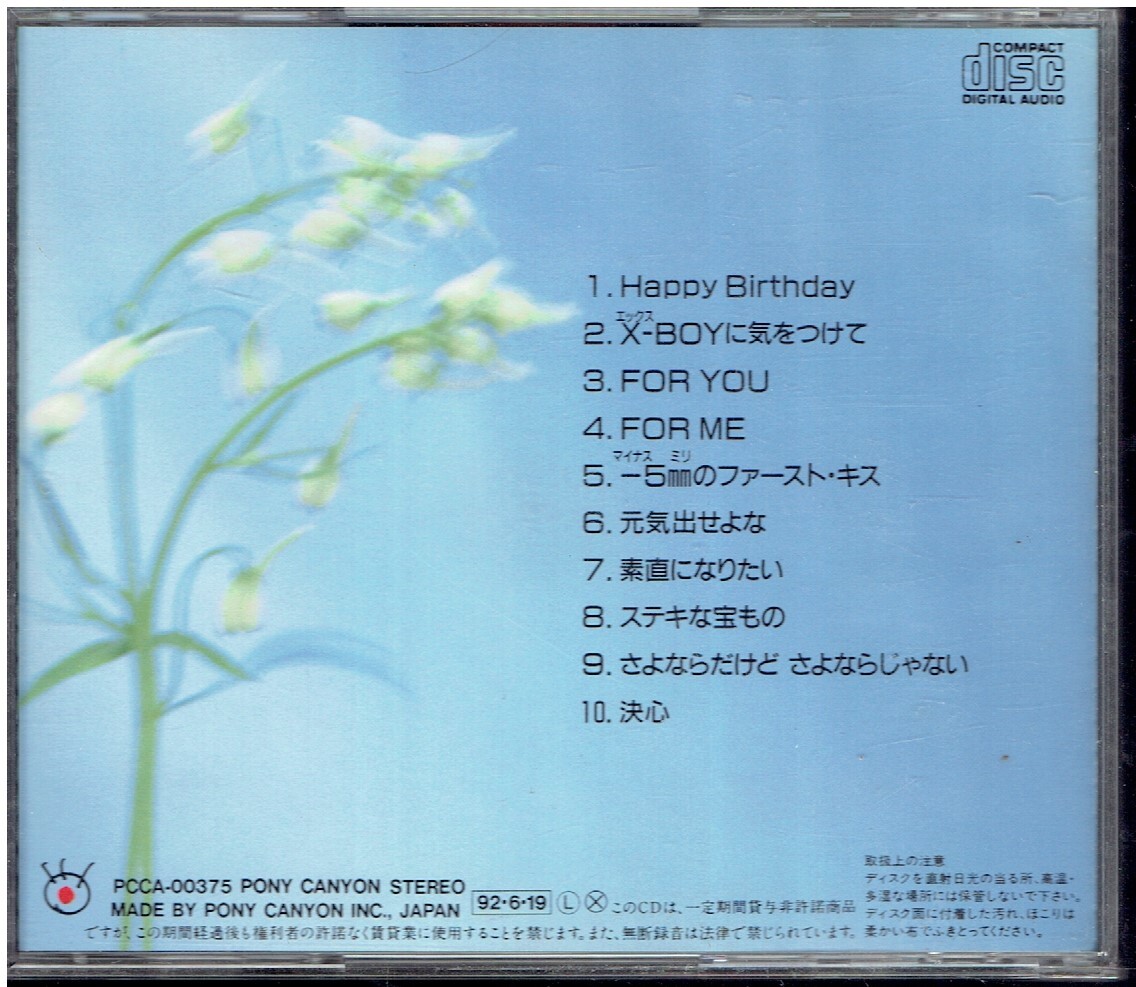 COMPACT
disc
DIGITAL AUDIO
1. Happy Birthday
エックス
2. X-BOYに気をつけて
3. FOR YOU
4. FOR ME
マイナス ミリ
5. −5㎜のファースト・キス
6. 元気出せよな
7. 素直になりたい
8. ステキな宝もの
9. さよならだけど さよならじゃない
10. 決心
PCCA-00375 PONY CANYON STEREO
MADE BY PONY CANYON INC., JAPAN
92・6・19 Ⓛ Ⓧ このCDは、一定期間貸与非許諾商品
ですが、この期間経過後も権利者の許諾なく賃貸業に使用することを禁じます。また、無断録音は法律で禁じられています。
取扱上の注意
ディスクを直射日光の当る所、高温・
多湿な場所には保管しないで下さい。
ディスク面に付着した汚れ、ほこりは
柔かい布でふきとってください。